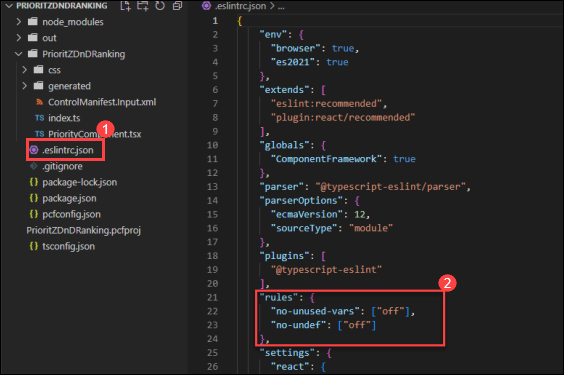 PRIORITZDNDRANKING
node_modules
out
PrioritZDnDRanking
css
generated
ControlManifest.Input.xml
TS index.ts
TS PriorityComponent.tsx
1
.eslintrc.json
.gitignore
{} package-lock.json
{} package.json
{} pcfconfig.json
PrioritZDnDRanking.pcfproj
{} tsconfig.json
.eslintrc.json > ...
1 {
2 "env": {
3 "browser": true,
4 "es2021": true
5 },
6 "extends": [
7 "eslint:recommended",
8 "plugin:react/recommended"
9 ],
10 "globals": {
11 "ComponentFramework": true
12 },
13 "parser": "@typescript-eslint/parser",
14 "parserOptions": {
15 "ecmaVersion": 12,
16 "sourceType": "module"
17 },
18 "plugins": [
19 "@typescript-eslint"
20 ],
2
21 "rules": {
22 "no-unused-vars": ["off"],
23 "no-undef": ["off"]
24 },
25 "settings": {
26 "react": {